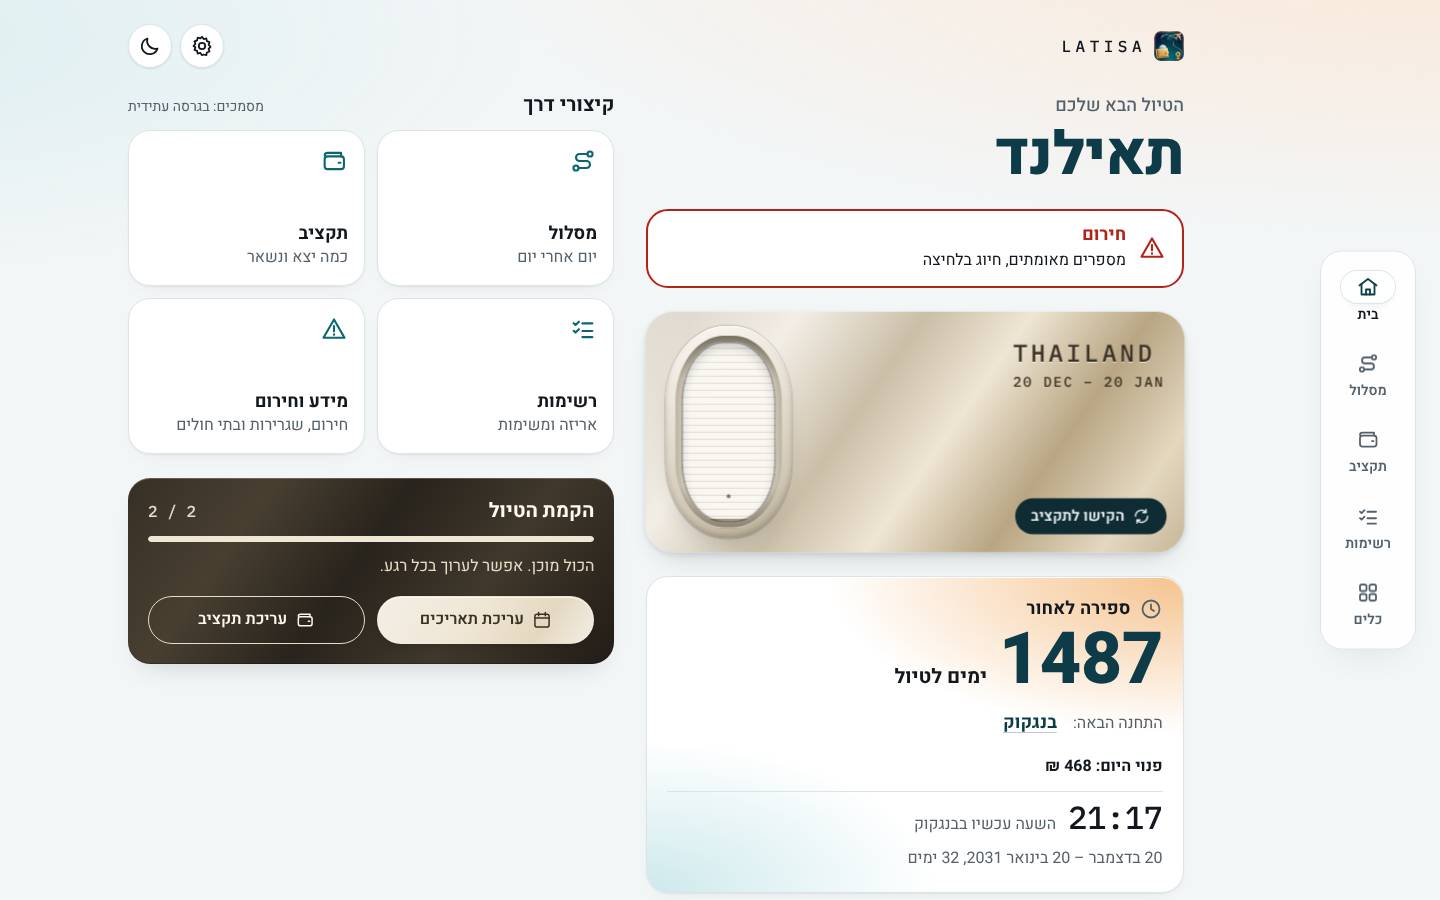 LATISA
הטיול הבא שלכם
תאילנד
חירום
מספרים מאומתים, חיוג בלחיצה
THAILAND
20 DEC – 20 JAN
הקישו לתקציב
ספירה לאחור
1487 ימים לטיול
התחנה הבאה: בנגקוק
פנוי היום: 468 ₪
21:17 השעה עכשיו בבנגקוק
20 בדצמבר – 20 בינואר 2031, 32 ימים
קיצורי דרך
מסמכים: בגרסה עתידית
מסלול
יום אחרי יום
תקציב
כמה יצא ונשאר
רשימות
אריזה ומשימות
מידע וחירום
חירום, שגרירות ובתי חולים
הקמת הטיול
2 / 2
הכול מוכן. אפשר לערוך בכל רגע.
עריכת תאריכים
עריכת תקציב
בית
מסלול
תקציב
רשימות
כלים